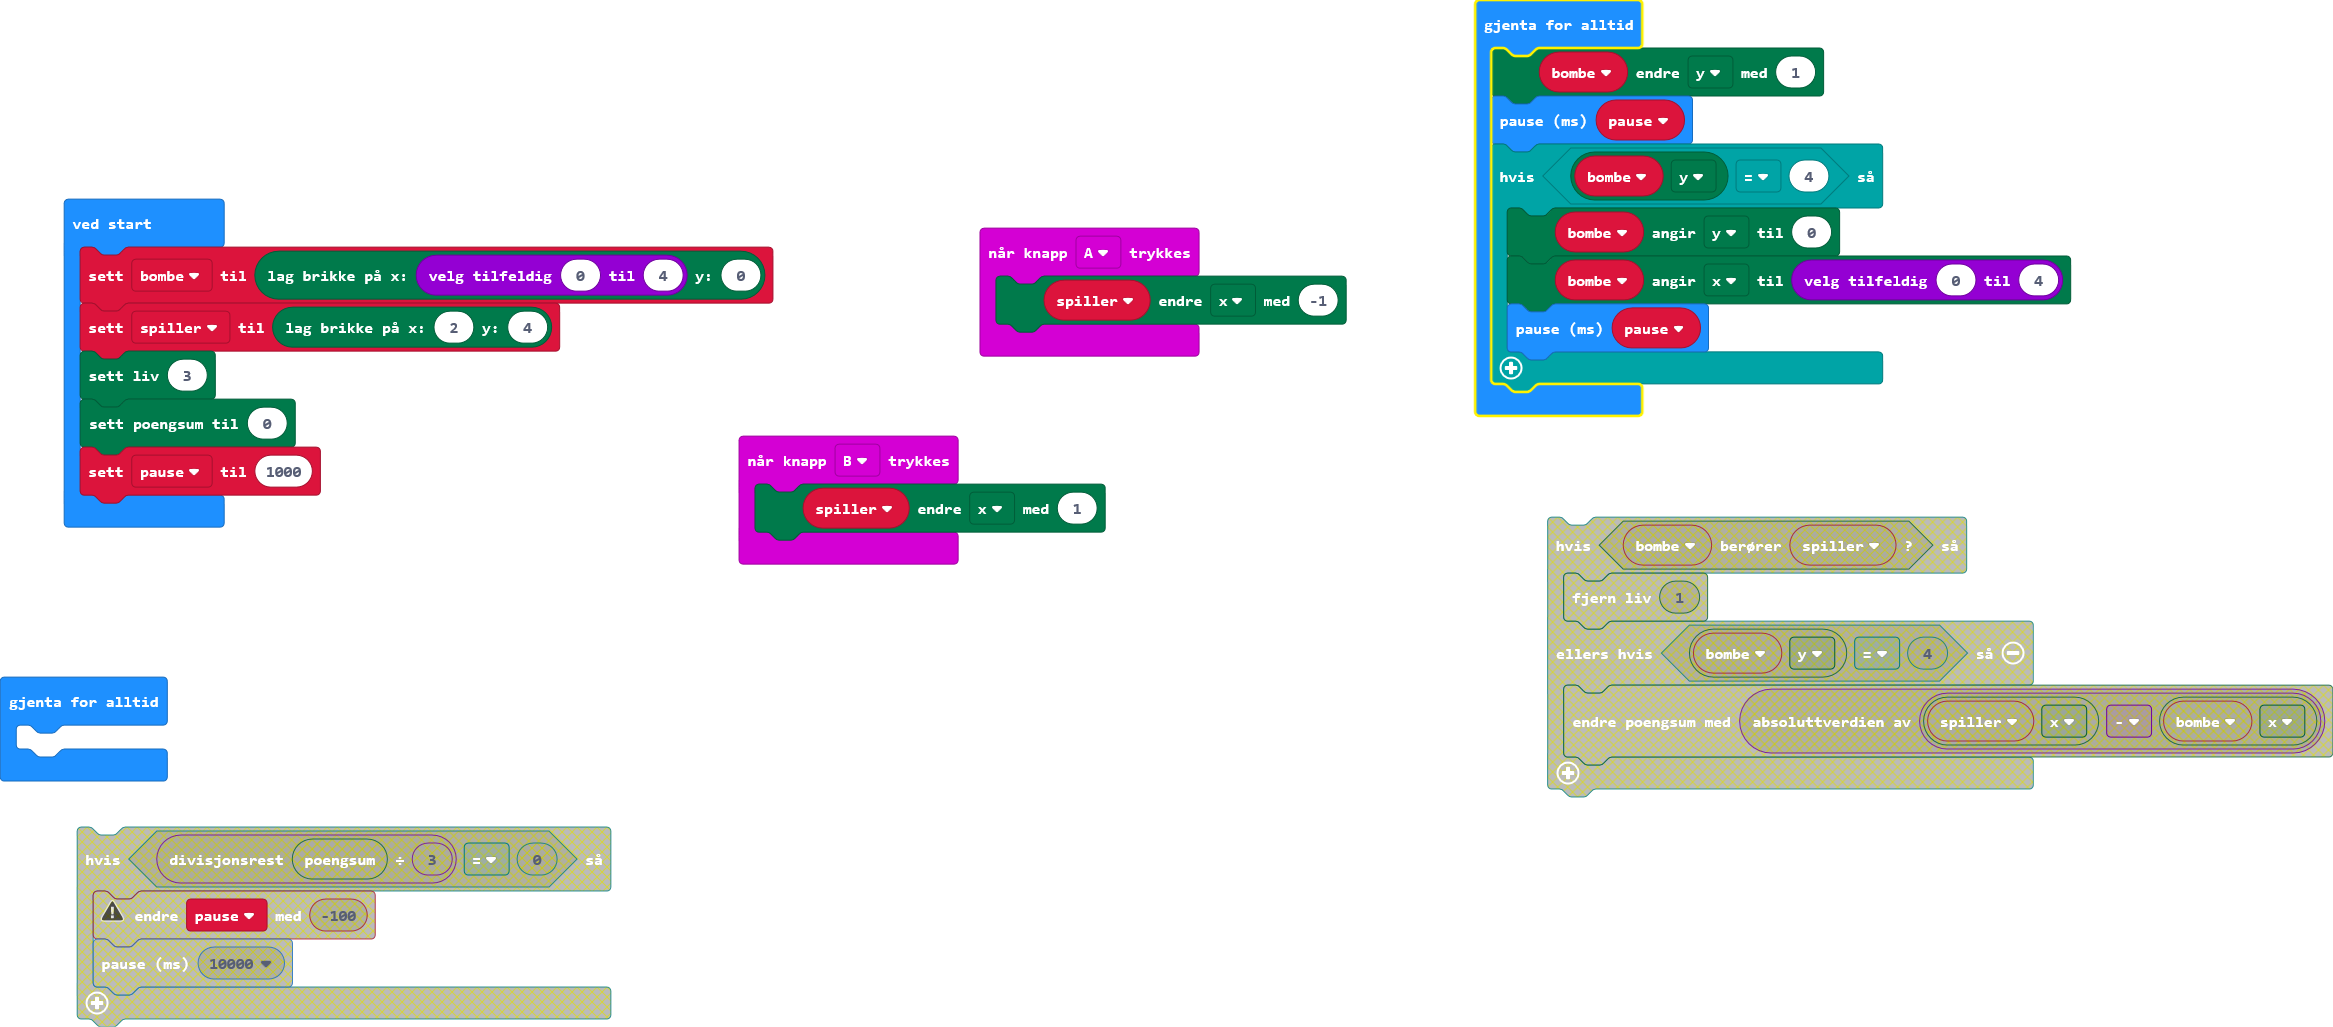 ved start
sett bombe til lag brikke på x: velg tilfeldig 0 til 4 y: 0
sett spiller til lag brikke på x: 2 y: 4
sett liv 3
sett poengsum til 0
sett pause til 1000
når knapp A trykkes
spiller endre x med -1
når knapp B trykkes
spiller endre x med 1
gjenta for alltid
bombe endre y med 1
pause (ms) pause
hvis bombe y = 4 så
bombe angir y til 0
bombe angir x til velg tilfeldig 0 til 4
pause (ms) pause
hvis bombe berører spiller ? så
fjern liv 1
ellers hvis bombe y = 4 så
endre poengsum med absoluttverdien av spiller x - bombe x
gjenta for alltid
hvis divisjonsrest poengsum ÷ 3 = 0 så
endre pause med -100
pause (ms) 10000